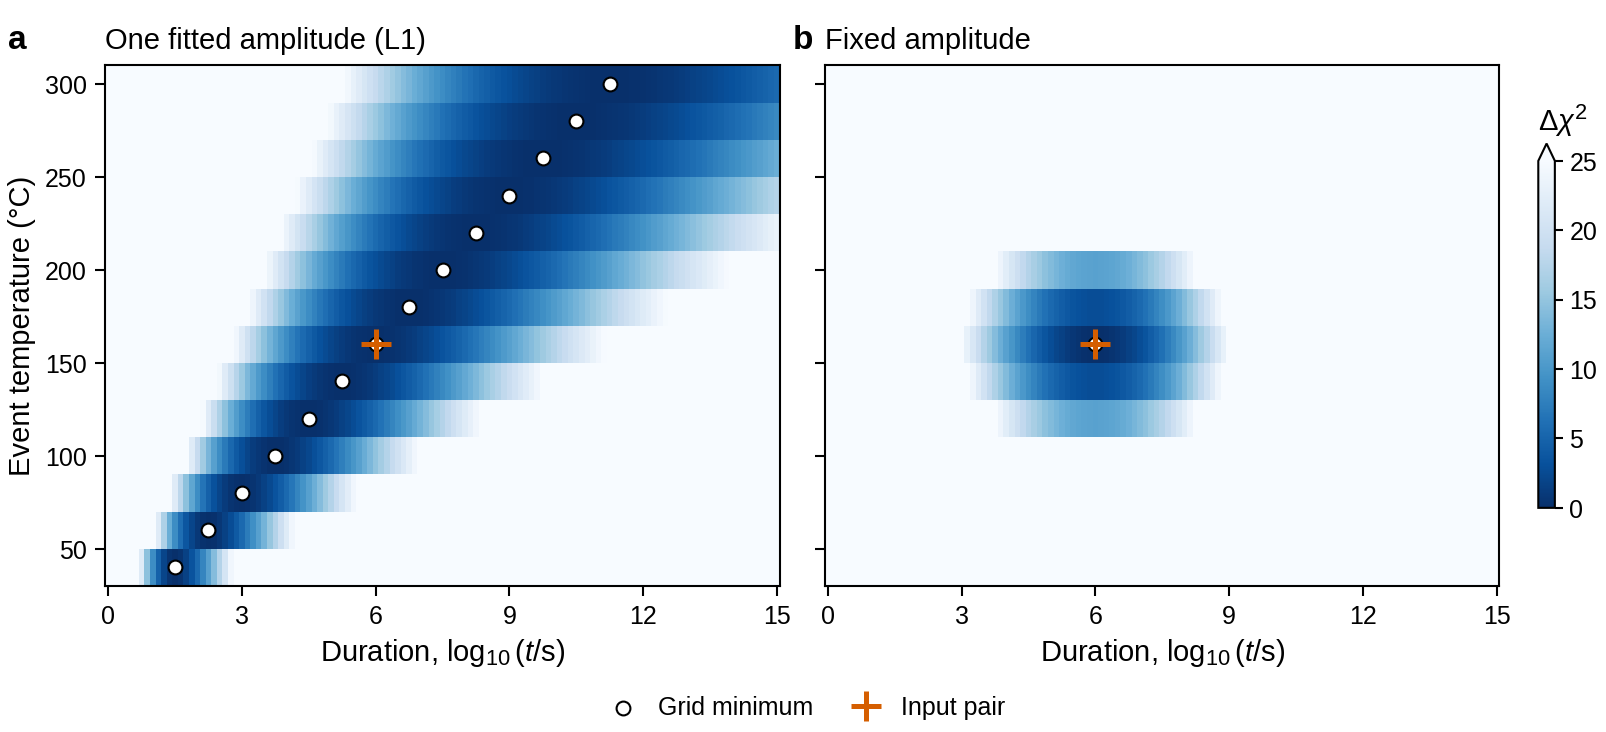 a One fitted amplitude (L1)
b Fixed amplitude
Event temperature (°C)
300
250
200
150
100
50
0 3 6 9 12 15
Duration, log₁₀(t/s)
0 3 6 9 12 15
Duration, log₁₀(t/s)
Δχ²
25
20
15
10
5
0
Grid minimum
Input pair